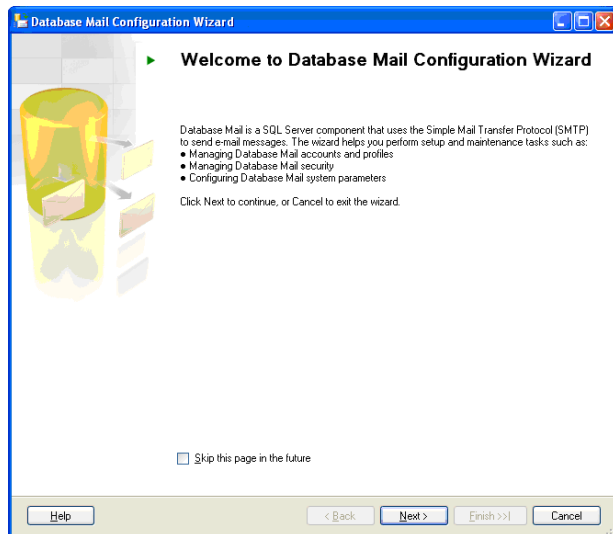 Database Mail Configuration Wizard
Welcome to Database Mail Configuration Wizard
Database Mail is a SQL Server component that uses the Simple Mail Transfer Protocol (SMTP)
to send e-mail messages. The wizard helps you perform setup and maintenance tasks such as:
● Managing Database Mail accounts and profiles
● Managing Database Mail security
● Configuring Database Mail system parameters
Click Next to continue, or Cancel to exit the wizard.
Skip this page in the future
Help < Back Next > Finish >>| Cancel